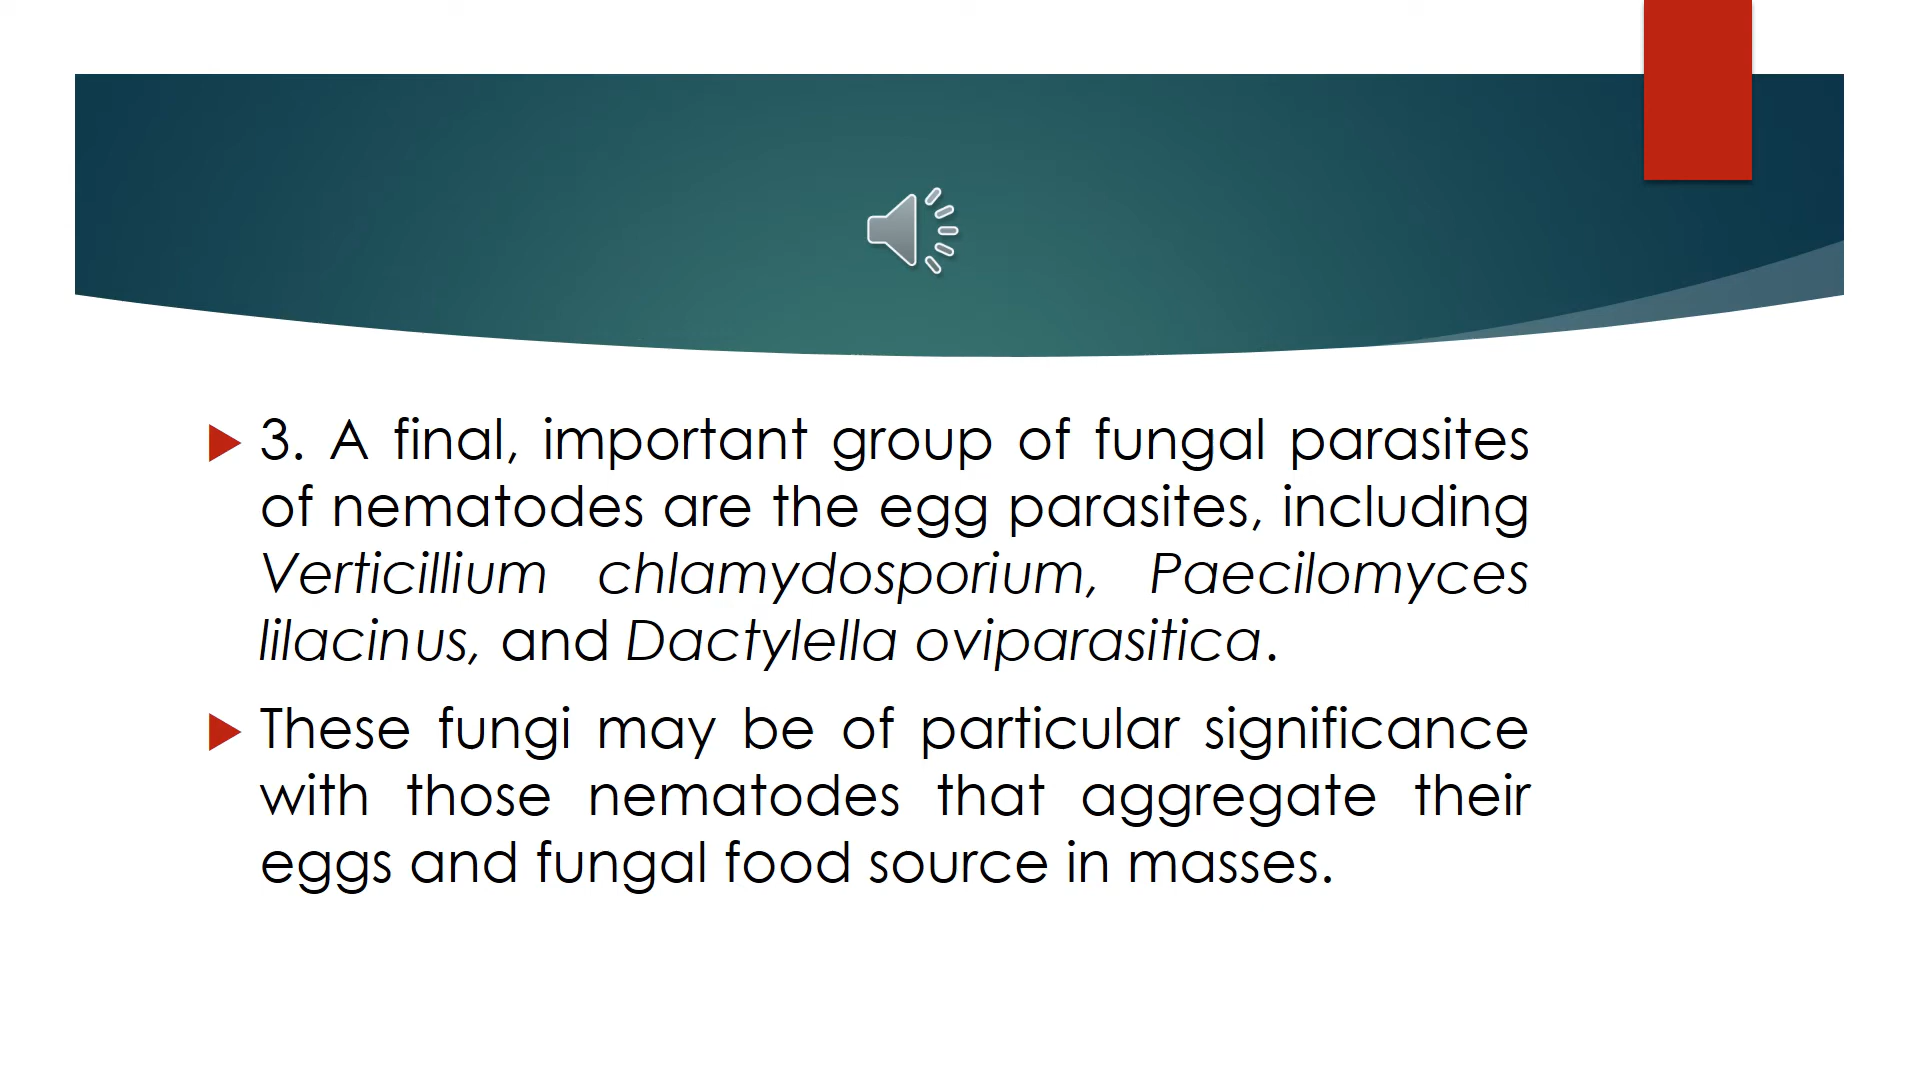 3. A final, important group of fungal parasites
of nematodes are the egg parasites, including
Verticillium chlamydosporium, Paecilomyces
lilacinus, and Dactylella oviparasitica.
These fungi may be of particular significance
with those nematodes that aggregate their
eggs and fungal food source in masses.